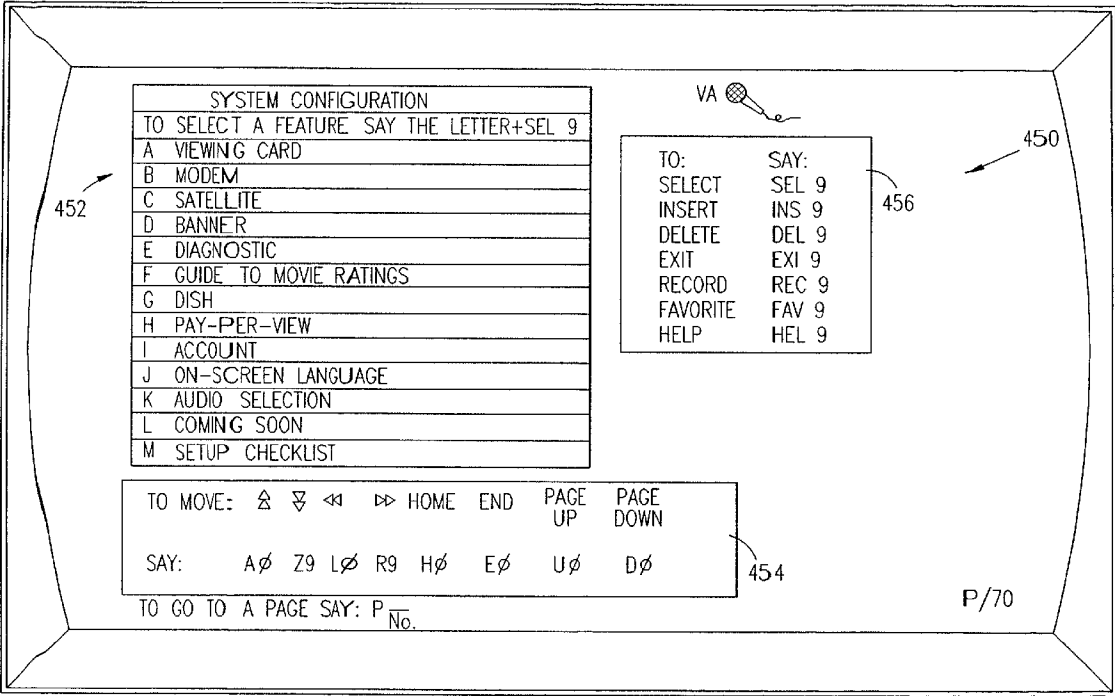 SYSTEM CONFIGURATION
TO SELECT A FEATURE SAY THE LETTER+SEL 9
A VIEWING CARD
B MODEM
C SATELLITE
D BANNER
E DIAGNOSTIC
F GUIDE TO MOVIE RATINGS
G DISH
H PAY-PER-VIEW
I ACCOUNT
J ON-SCREEN LANGUAGE
K AUDIO SELECTION
L COMING SOON
M SETUP CHECKLIST
452
VA
TO: SAY:
SELECT SEL 9
INSERT INS 9
DELETE DEL 9
EXIT EXI 9
RECORD REC 9
FAVORITE FAV 9
HELP HEL 9
456
450
TO MOVE: HOME END PAGE UP PAGE DOWN
SAY: AØ Z9 LØ R9 HØ EØ UØ DØ
454
TO GO TO A PAGE SAY: P __
No.
P/70